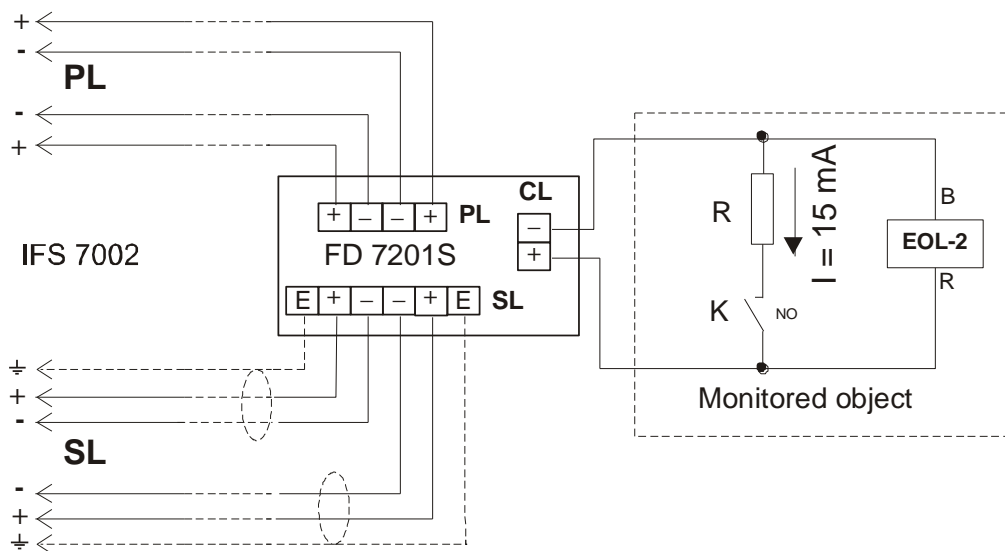 +
-
PL
-
+
CL
+ – – + PL
–
+
IFS 7002
FD 7201S
E + – – + E SL
+
-
SL
-
+
R
I = 15 mA
K NO
B
EOL-2
R
Monitored object